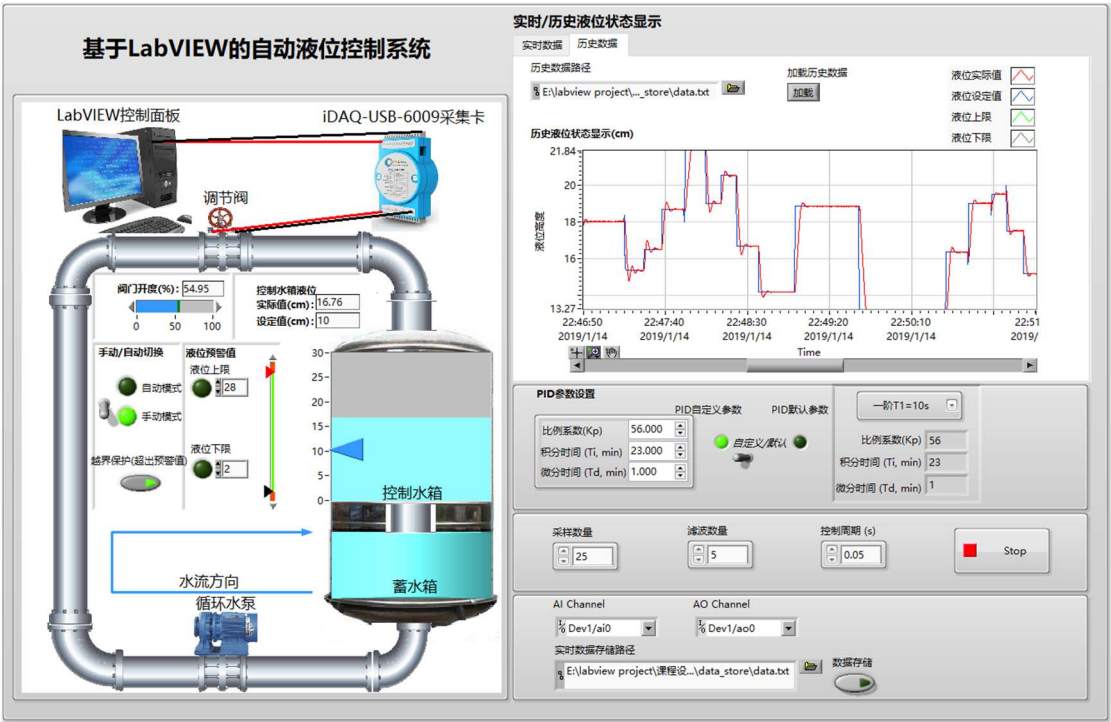 基于LabVIEW的自动液位控制系统
LabVIEW控制面板
iDAQ-USB-6009采集卡
调节阀
阀门开度(%): 54.95
0 50 100
控制水箱液位
实际值(cm): 16.76
设定值(cm): 10
手动/自动切换
自动模式
手动模式
越界保护(超出预警值)
液位预警值
液位上限
28
液位下限
2
30
25
20
15
10
5
0
控制水箱
蓄水箱
水流方向
循环水泵
实时/历史液位状态显示
实时数据 历史数据
历史数据路径
E:\labview project\..._store\data.txt
加载历史数据
加载
液位实际值
液位设定值
液位上限
液位下限
历史液位状态显示(cm)
液位高度
21.84
20
18
16
13.27
22:46:50 22:47:40 22:48:30 22:49:20 22:50:10 22:51
2019/1/14 2019/1/14 2019/1/14 2019/1/14 2019/1/14 2019/
Time
PID参数设置
PID自定义参数 PID默认参数
比例系数(Kp) 56.000
积分时间 (Ti, min) 23.000
微分时间 (Td, min) 1.000
自定义/默认
一阶T1=10s
比例系数(Kp) 56
积分时间 (Ti, min) 23
微分时间 (Td, min) 1
采样数量
25
滤波数量
5
控制周期 (s)
0.05
Stop
AI Channel AO Channel
Dev1/ai0 Dev1/ao0
实时数据存储路径
E:\labview project\课程设...\data_store\data.txt
数据存储